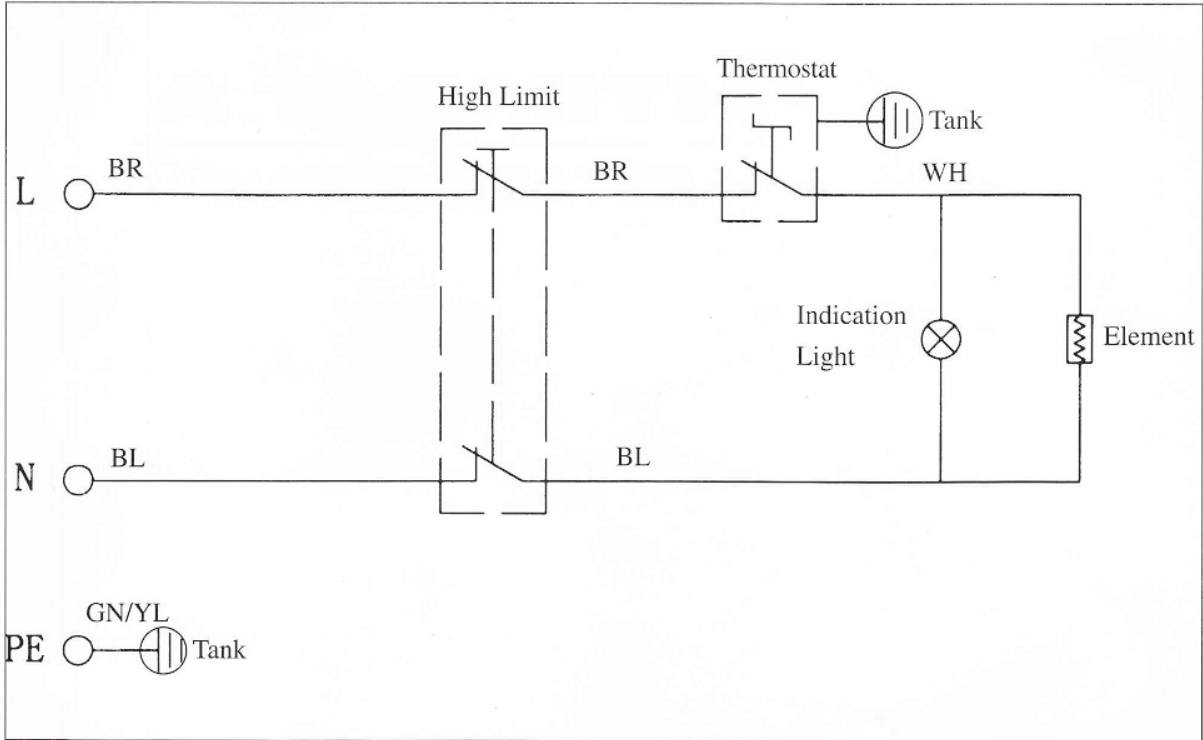 Thermostat
High Limit
Tank
L
BR
BR
WH
Indication
Light
Element
N
BL
BL
GN/YL
PE
Tank